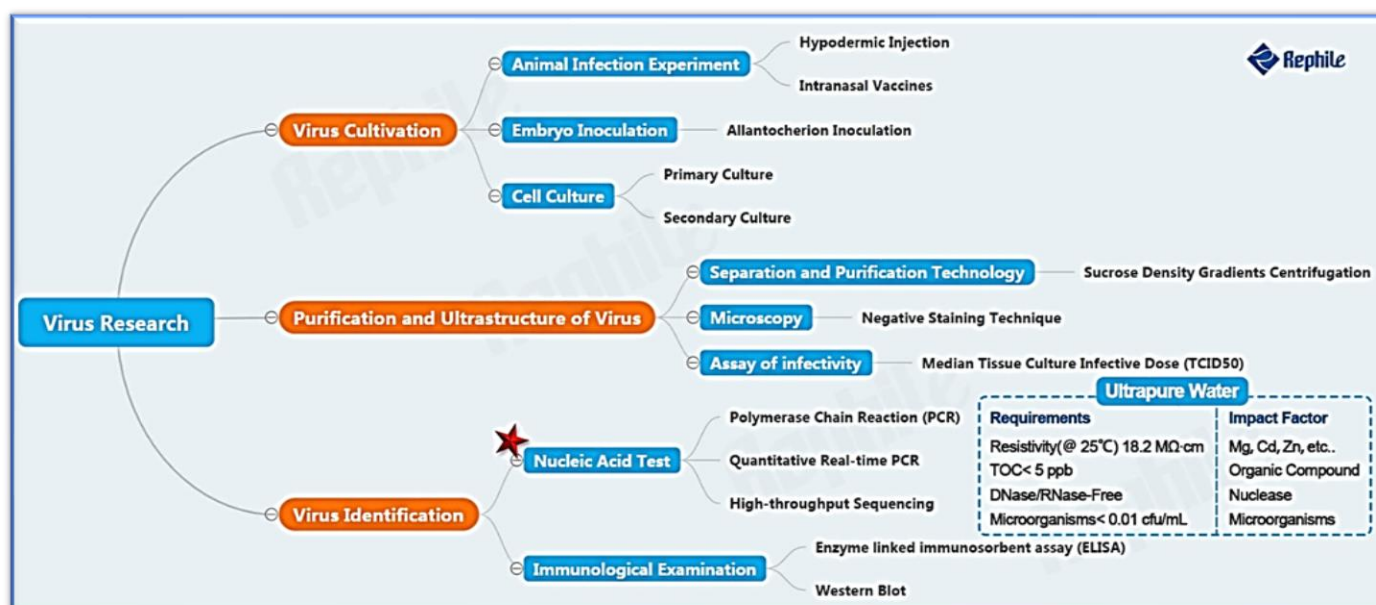 Rephile
Virus Research
Virus Cultivation
Animal Infection Experiment
Hypodermic Injection
Intranasal Vaccines
Embryo Inoculation
Allantocherion Inoculation
Cell Culture
Primary Culture
Secondary Culture
Purification and Ultrastructure of Virus
Separation and Purification Technology
Sucrose Density Gradients Centrifugation
Microscopy
Negative Staining Technique
Assay of infectivity
Median Tissue Culture Infective Dose (TCID50)
Virus Identification
Nucleic Acid Test
Polymerase Chain Reaction (PCR)
Quantitative Real-time PCR
High-throughput Sequencing
Immunological Examination
Enzyme linked immunosorbent assay (ELISA)
Western Blot
Ultrapure Water
Requirements Impact Factor
Resistivity(@ 25℃) 18.2 MΩ·cm Mg, Cd, Zn, etc..
TOC< 5 ppb Organic Compound
DNase/RNase-Free Nuclease
Microorganisms< 0.01 cfu/mL Microorganisms
Rephile
Rephile
Rephile